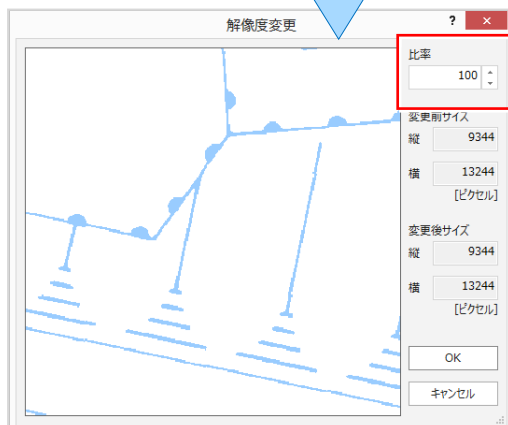 解像度変更
?
×
比率
100
変更前サイズ
縦 9344
横 13244
[ピクセル]
変更後サイズ
縦 9344
横 13244
[ピクセル]
OK
キャンセル